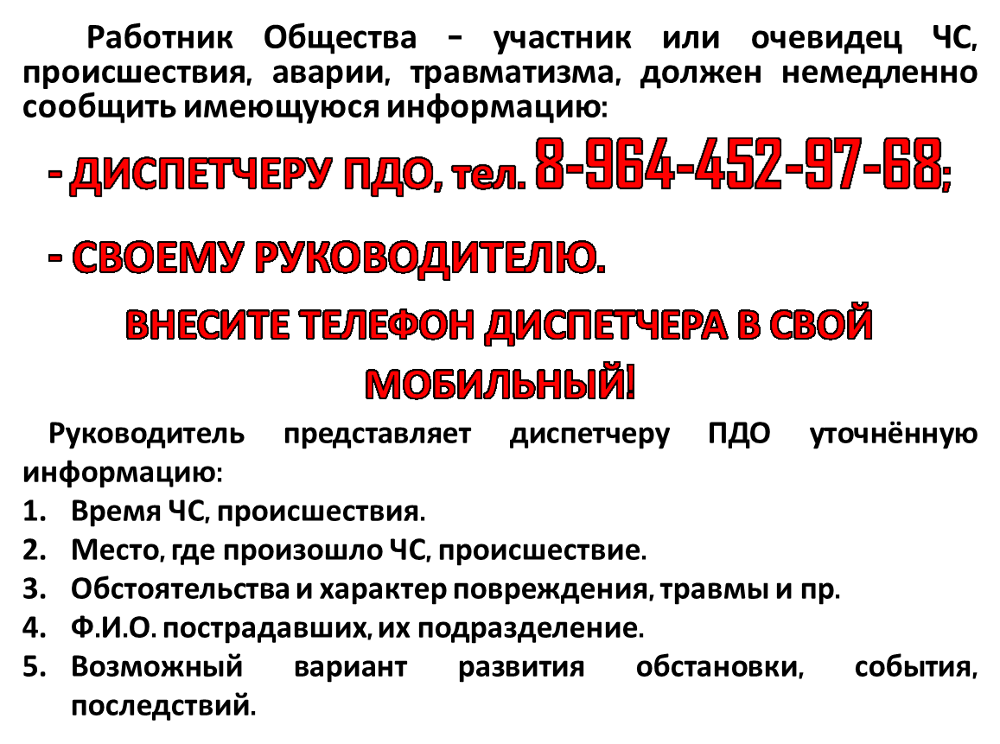 Работник Общества – участник или очевидец ЧС,
происшествия, аварии, травматизма, должен немедленно
сообщить имеющуюся информацию:
- ДИСПЕТЧЕРУ ПДО, тел. 8-964-452-97-68;
- СВОЕМУ РУКОВОДИТЕЛЮ.
ВНЕСИТЕ ТЕЛЕФОН ДИСПЕТЧЕРА В СВОЙ
МОБИЛЬНЫЙ!
Руководитель представляет диспетчеру ПДО уточнённую
информацию:
1. Время ЧС, происшествия.
2. Место, где произошло ЧС, происшествие.
3. Обстоятельства и характер повреждения, травмы и пр.
4. Ф.И.О. пострадавших, их подразделение.
5. Возможный вариант развития обстановки, события,
последствий.